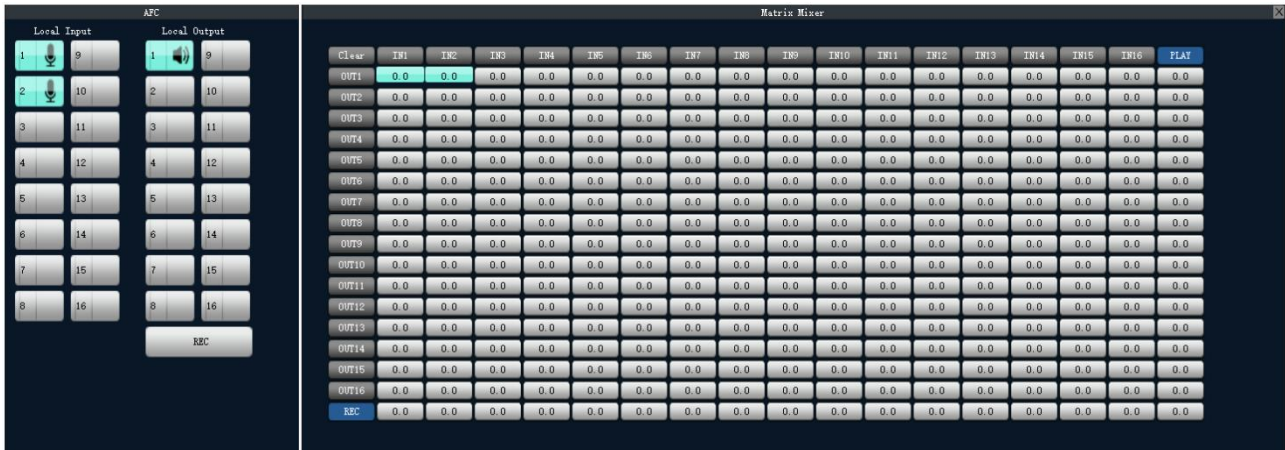 AFC
Matrix Mixer
Local Input Local Output
1 9 1 9
2 10 2 10
3 11 3 11
4 12 4 12
5 13 5 13
6 14 6 14
7 15 7 15
8 16 8 16
REC
Clear IN1 IN2 IN3 IN4 IN5 IN6 IN7 IN8 IN9 IN10 IN11 IN12 IN13 IN14 IN15 IN16 PLAY
OUT1 0.0 0.0 0.0 0.0 0.0 0.0 0.0 0.0 0.0 0.0 0.0 0.0 0.0 0.0 0.0 0.0 0.0
OUT2 0.0 0.0 0.0 0.0 0.0 0.0 0.0 0.0 0.0 0.0 0.0 0.0 0.0 0.0 0.0 0.0 0.0
OUT3 0.0 0.0 0.0 0.0 0.0 0.0 0.0 0.0 0.0 0.0 0.0 0.0 0.0 0.0 0.0 0.0 0.0
OUT4 0.0 0.0 0.0 0.0 0.0 0.0 0.0 0.0 0.0 0.0 0.0 0.0 0.0 0.0 0.0 0.0 0.0
OUT5 0.0 0.0 0.0 0.0 0.0 0.0 0.0 0.0 0.0 0.0 0.0 0.0 0.0 0.0 0.0 0.0 0.0
OUT6 0.0 0.0 0.0 0.0 0.0 0.0 0.0 0.0 0.0 0.0 0.0 0.0 0.0 0.0 0.0 0.0 0.0
OUT7 0.0 0.0 0.0 0.0 0.0 0.0 0.0 0.0 0.0 0.0 0.0 0.0 0.0 0.0 0.0 0.0 0.0
OUT8 0.0 0.0 0.0 0.0 0.0 0.0 0.0 0.0 0.0 0.0 0.0 0.0 0.0 0.0 0.0 0.0 0.0
OUT9 0.0 0.0 0.0 0.0 0.0 0.0 0.0 0.0 0.0 0.0 0.0 0.0 0.0 0.0 0.0 0.0 0.0
OUT10 0.0 0.0 0.0 0.0 0.0 0.0 0.0 0.0 0.0 0.0 0.0 0.0 0.0 0.0 0.0 0.0 0.0
OUT11 0.0 0.0 0.0 0.0 0.0 0.0 0.0 0.0 0.0 0.0 0.0 0.0 0.0 0.0 0.0 0.0 0.0
OUT12 0.0 0.0 0.0 0.0 0.0 0.0 0.0 0.0 0.0 0.0 0.0 0.0 0.0 0.0 0.0 0.0 0.0
OUT13 0.0 0.0 0.0 0.0 0.0 0.0 0.0 0.0 0.0 0.0 0.0 0.0 0.0 0.0 0.0 0.0 0.0
OUT14 0.0 0.0 0.0 0.0 0.0 0.0 0.0 0.0 0.0 0.0 0.0 0.0 0.0 0.0 0.0 0.0 0.0
OUT15 0.0 0.0 0.0 0.0 0.0 0.0 0.0 0.0 0.0 0.0 0.0 0.0 0.0 0.0 0.0 0.0 0.0
OUT16 0.0 0.0 0.0 0.0 0.0 0.0 0.0 0.0 0.0 0.0 0.0 0.0 0.0 0.0 0.0 0.0 0.0
REC 0.0 0.0 0.0 0.0 0.0 0.0 0.0 0.0 0.0 0.0 0.0 0.0 0.0 0.0 0.0 0.0 0.0